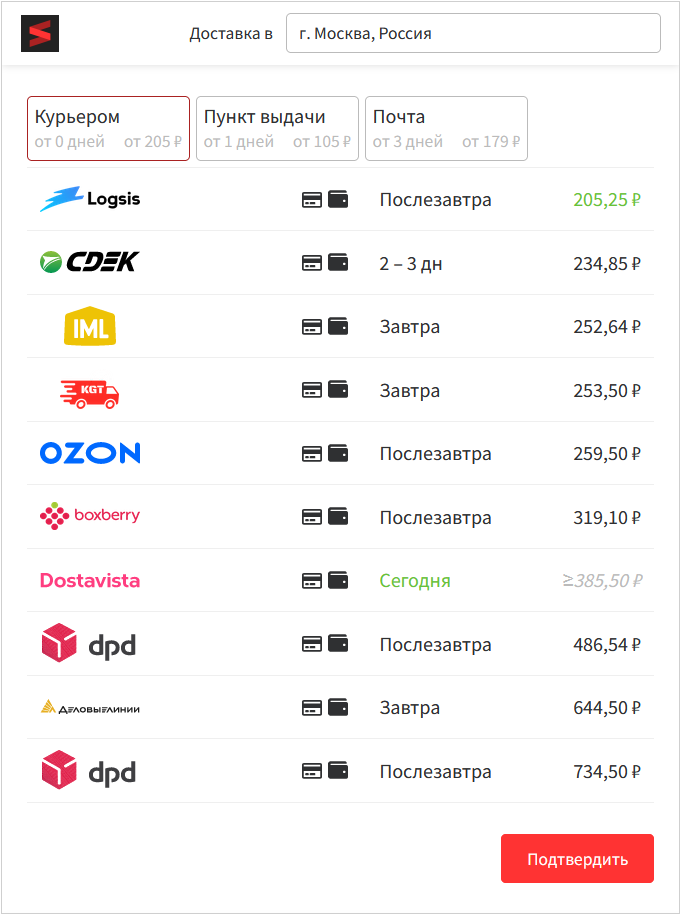 Доставка в г. Москва, Россия
Курьером Пункт выдачи Почта
от 0 дней от 205 ₽ от 1 дней от 105 ₽ от 3 дней от 179 ₽
Logsis Послезавтра 205,25 ₽
CDEK 2 – 3 дн 234,85 ₽
IML Завтра 252,64 ₽
KGT Завтра 253,50 ₽
OZON Послезавтра 259,50 ₽
boxberry Послезавтра 319,10 ₽
Dostavista Сегодня ≥385,50 ₽
dpd Послезавтра 486,54 ₽
ДЕЛОВЫЕЛИНИИ Завтра 644,50 ₽
dpd Послезавтра 734,50 ₽
Подтвердить